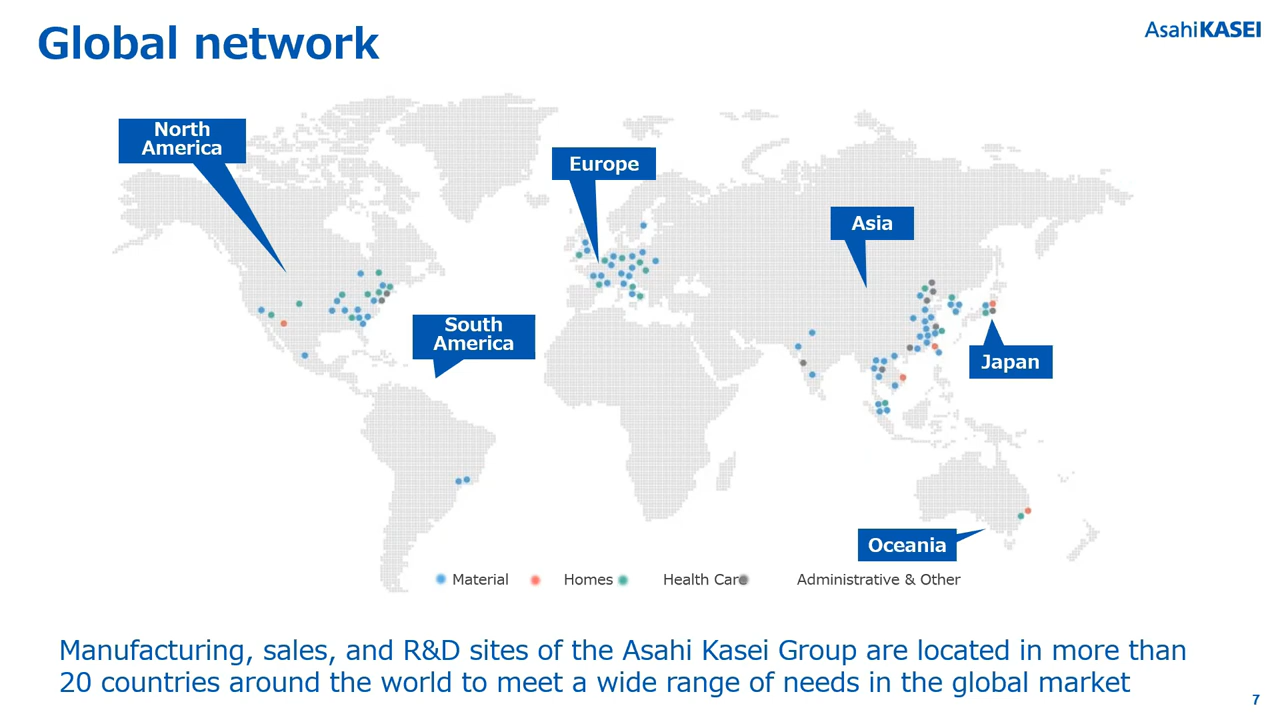 Global network
AsahiKASEI
North
America
Europe
Asia
South
America
Japan
Oceania
Material
Homes
Health Care
Administrative & Other
Manufacturing, sales, and R&D sites of the Asahi Kasei Group are located in more than
20 countries around the world to meet a wide range of needs in the global market
7